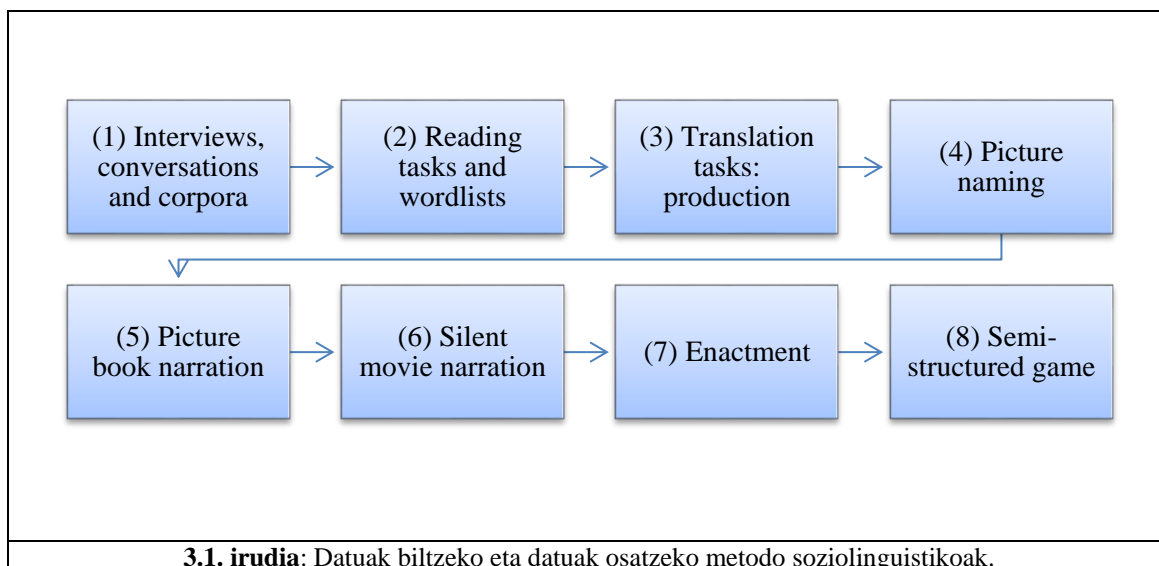 (1) Interviews,
conversations
and corpora
(2) Reading
tasks and
wordlists
(3) Translation
tasks:
production
(4) Picture
naming
(5) Picture
book narration
(6) Silent
movie narration
(7) Enactment
(8) Semi-
structured game
3.1. irudia: Datuak biltzeko eta datuak osatzeko metodo soziolinguistikoak.